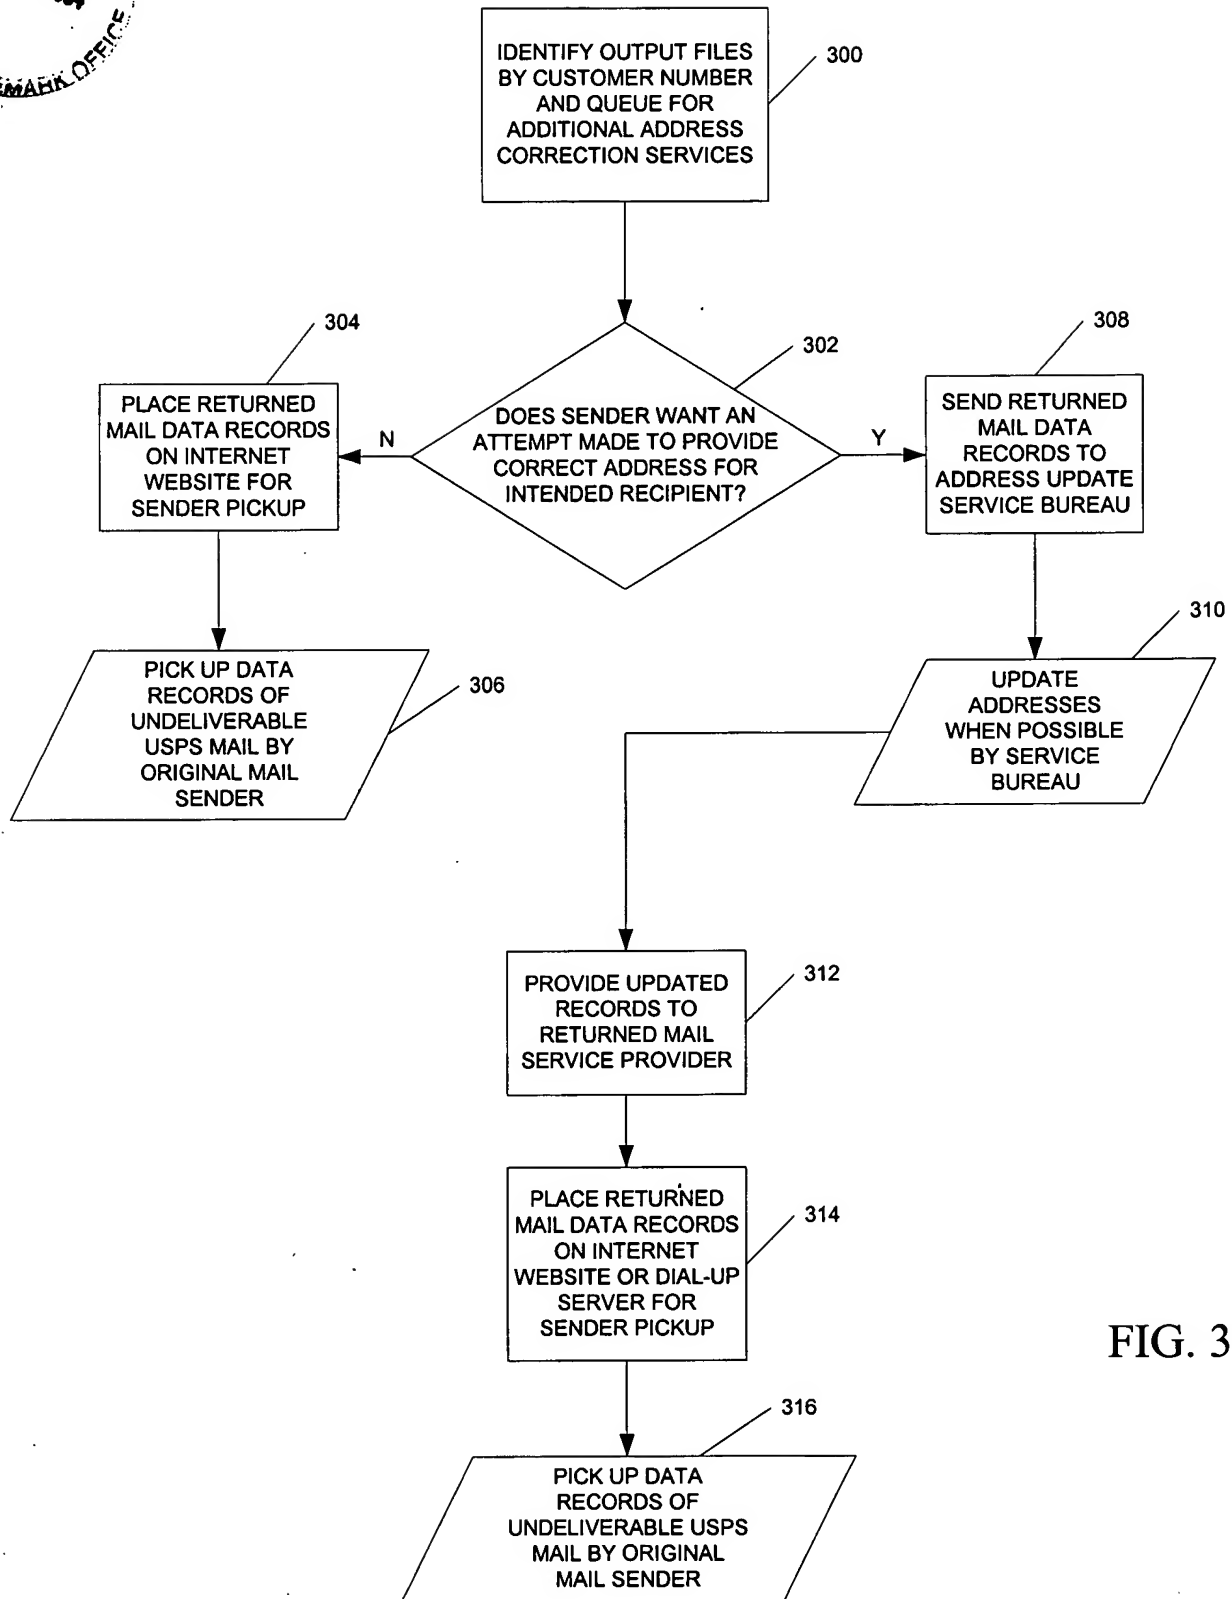 EMARK OFFICE
IDENTIFY OUTPUT FILES
BY CUSTOMER NUMBER
AND QUEUE FOR
ADDITIONAL ADDRESS
CORRECTION SERVICES
300
302
DOES SENDER WANT AN
ATTEMPT MADE TO PROVIDE
CORRECT ADDRESS FOR
INTENDED RECIPIENT?
N
Y
304
PLACE RETURNED
MAIL DATA RECORDS
ON INTERNET
WEBSITE FOR
SENDER PICKUP
306
PICK UP DATA
RECORDS OF
UNDELIVERABLE
USPS MAIL BY
ORIGINAL MAIL
SENDER
308
SEND RETURNED
MAIL DATA
RECORDS TO
ADDRESS UPDATE
SERVICE BUREAU
310
UPDATE
ADDRESSES
WHEN POSSIBLE
BY SERVICE
BUREAU
312
PROVIDE UPDATED
RECORDS TO
RETURNED MAIL
SERVICE PROVIDER
314
PLACE RETURNED
MAIL DATA RECORDS
ON INTERNET
WEBSITE OR DIAL-UP
SERVER FOR
SENDER PICKUP
316
PICK UP DATA
RECORDS OF
UNDELIVERABLE USPS
MAIL BY ORIGINAL
MAIL SENDER
FIG. 3